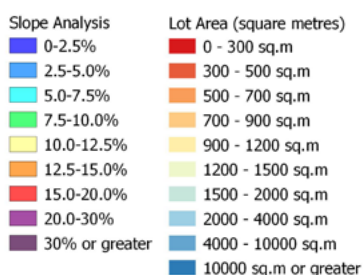 Slope Analysis
0-2.5%
2.5-5.0%
5.0-7.5%
7.5-10.0%
10.0-12.5%
12.5-15.0%
15.0-20.0%
20.0-30%
30% or greater
Lot Area (square metres)
0 - 300 sq.m
300 - 500 sq.m
500 - 700 sq.m
700 - 900 sq.m
900 - 1200 sq.m
1200 - 1500 sq.m
1500 - 2000 sq.m
2000 - 4000 sq.m
4000 - 10000 sq.m
10000 sq.m or greater